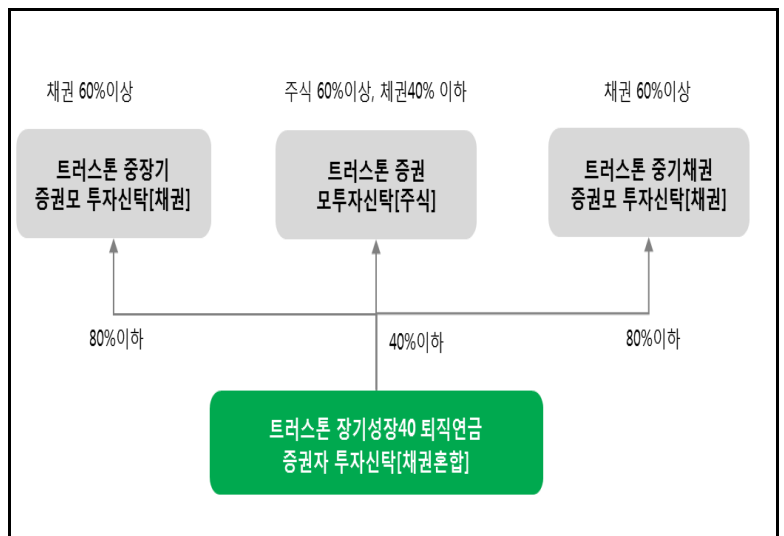 채권 60%이상
주식 60%이상, 체권40% 이하
채권 60%이상
트러스톤 중장기
증권모 투자신탁[채권]
트러스톤 증권
모투자신탁[주식]
트러스톤 중기채권
증권모 투자신탁[채권]
80%이하
40%이하
80%이하
트러스톤 장기성장40 퇴직연금
증권자 투자신탁[채권혼합]